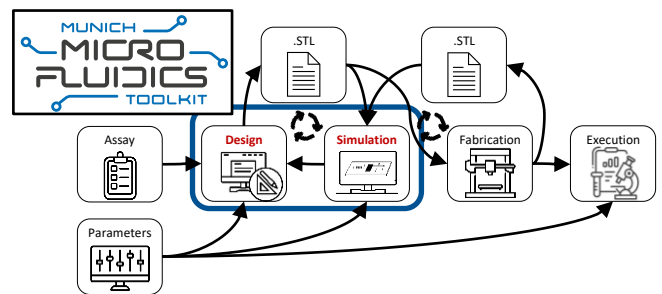 MUNICH
MICRO
FLUIDICS
TOOLKIT
.STL
.STL
Assay
Design
Simulation
Fabrication
Execution
Parameters